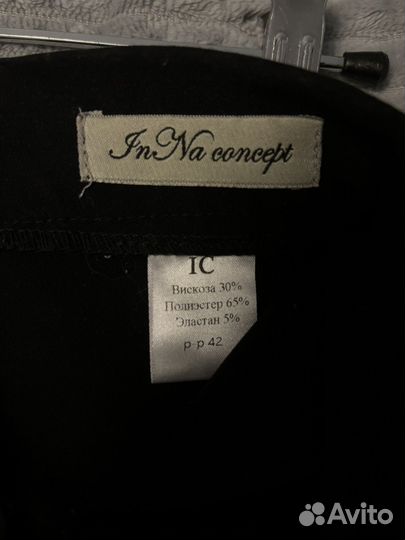 InNa concept
IC
Вискоза 30%
Полиэстер 65%
Эластан 5%
р-р 42
Avito